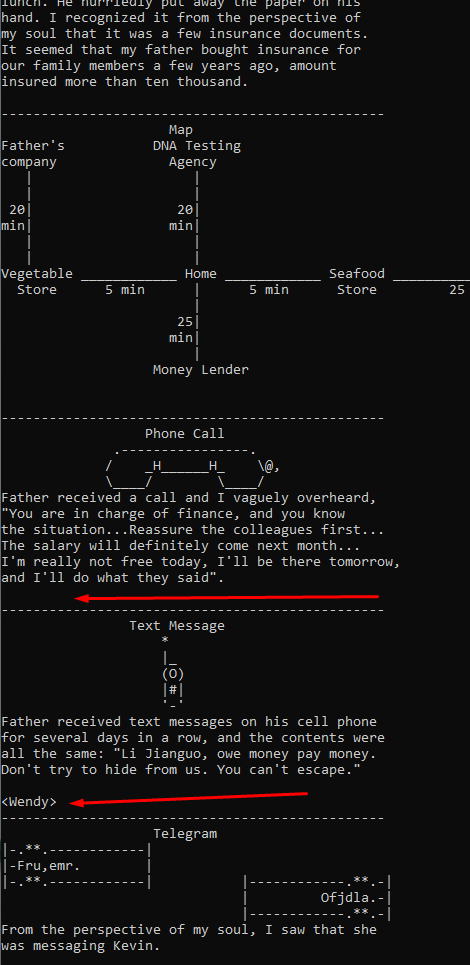 lunch. He hurriedly put away the paper on his
hand. I recognized it from the perspective of
my soul that it was a few insurance documents.
It seemed that my father bought insurance for
our family members a few years ago, amount
insured more than ten thousand.
Map
Father's DNA Testing
company Agency
20 20
min min
Vegetable Home Seafood
Store 5 min 5 min Store 25
25
min
Money Lender
Phone Call
Father received a call and I vaguely overheard,
"You are in charge of finance, and you know
the situation...Reassure the colleagues first...
The salary will definitely come next month...
I'm really not free today, I'll be there tomorrow,
and I'll do what they said".
Text Message
Father received text messages on his cell phone
for several days in a row, and the contents were
all the same: "Li Jianguo, owe money pay money.
Don't try to hide from us. You can't escape."
<Wendy>
Telegram
-Fru,emr.
Ofjdla.-
From the perspective of my soul, I saw that she
was messaging Kevin.